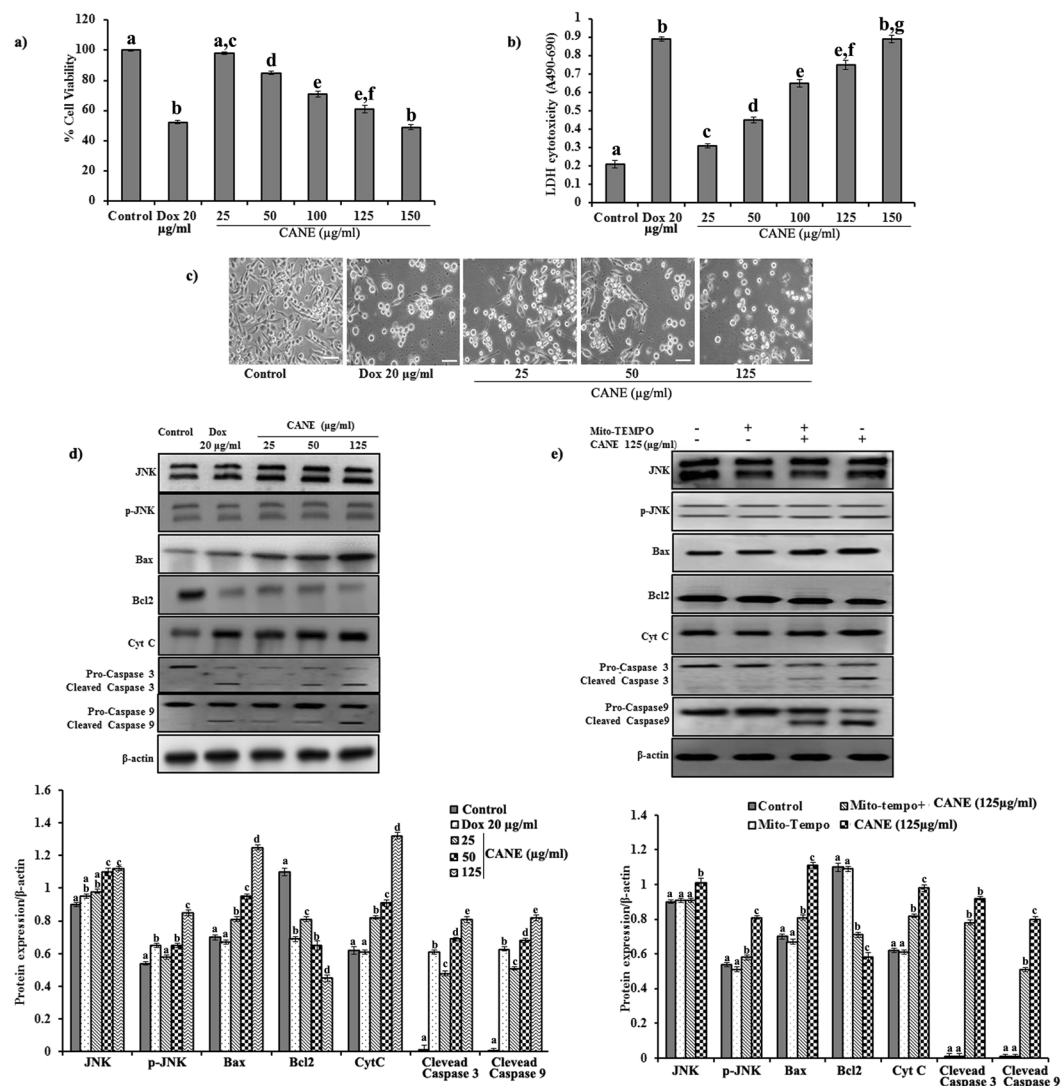 a)
% Cell Viability
120
100
80
60
40
20
0
a
b
a,c
d
e
e,f
b
Control
Dox 20
µg/ml
25
50
100
125
150
CANE (µg/ml)
b)
LDH cytotoxicity (A490-690)
1
0.9
0.8
0.7
0.6
0.5
0.4
0.3
0.2
0.1
0
a
b
c
d
e
e,f
b,g
Control
Dox 20
µg/ml
25
50
100
125
150
CANE (µg/ml)
c)
Control
Dox 20 µg/ml
25
50
125
CANE (µg/ml)
d)
Control
Dox
20 µg/ml
CANE (µg/ml)
25
50
125
JNK
p-JNK
Bax
Bcl2
Cyt C
Pro-Caspase 3
Cleaved Caspase 3
Pro-Caspase 9
Cleaved Caspase 9
β-actin
e)
Mito-TEMPO - + + -
CANE 125 (µg/ml) - - + +
JNK
p-JNK
Bax
Bcl2
Cyt C
Pro-Caspase 3
Cleaved Caspase 3
Pro-Caspase9
Cleaved Caspase9
β-actin
Protein expression/β-actin
1.6
1.4
1.2
1
0.8
0.6
0.4
0.2
0
Control
Dox 20 µg/ml
25
50
125
CANE (µg/ml)
a a b a b c c
a b a b c
a a b c d
a b c b d
a a b c d
a b c d e
a b c b d
JNK
p-JNK
Bax
Bcl2
CytC
Clevead
Caspase 3
Clevead
Caspase 9
Protein expression/β-actin
1.4
1.2
1
0.8
0.6
0.4
0.2
0
Control
Mito-Tempo
Mito-tempo+ CANE (125µg/ml)
CANE (125µg/ml)
a a a b
a a b c
a a b c
a a b c
a a b c
a a b c
a a b c
JNK
p-JNK
Bax
Bcl2
Cyt C
Clevead
Caspase 3
Clevead
Caspase 9